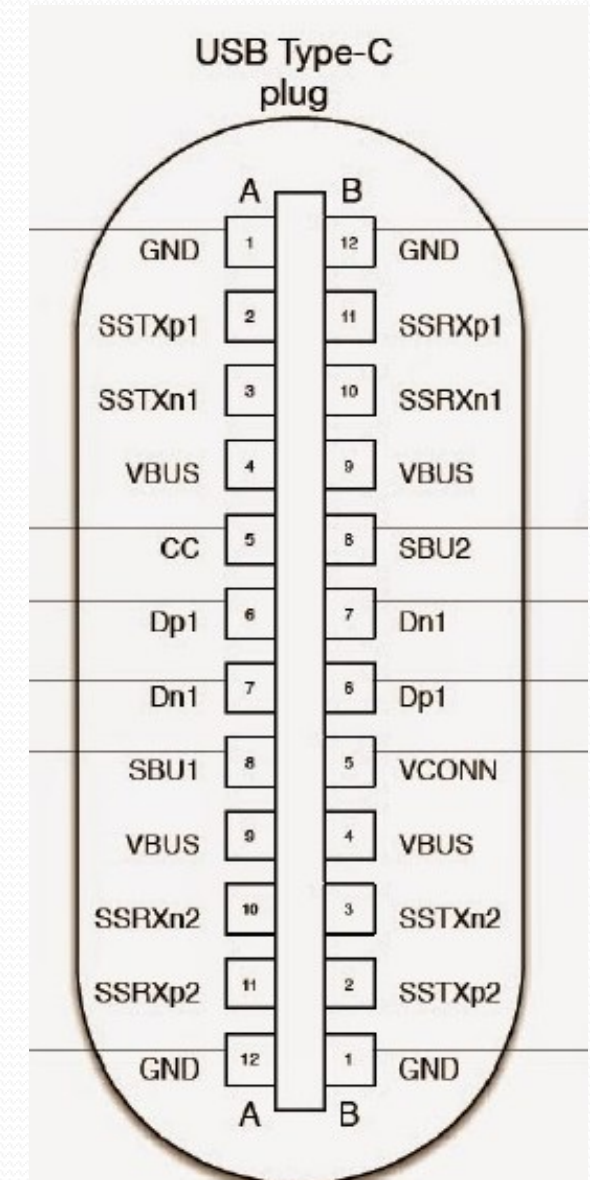 USB Type-C
plug
A B
GND 1 12 GND
SSTXp1 2 11 SSRXp1
SSTXn1 3 10 SSRXn1
VBUS 4 9 VBUS
CC 5 8 SBU2
Dp1 6 7 Dn1
Dn1 7 6 Dp1
SBU1 8 5 VCONN
VBUS 9 4 VBUS
SSRXn2 10 3 SSTXn2
SSRXp2 11 2 SSTXp2
GND 12 1 GND
A B